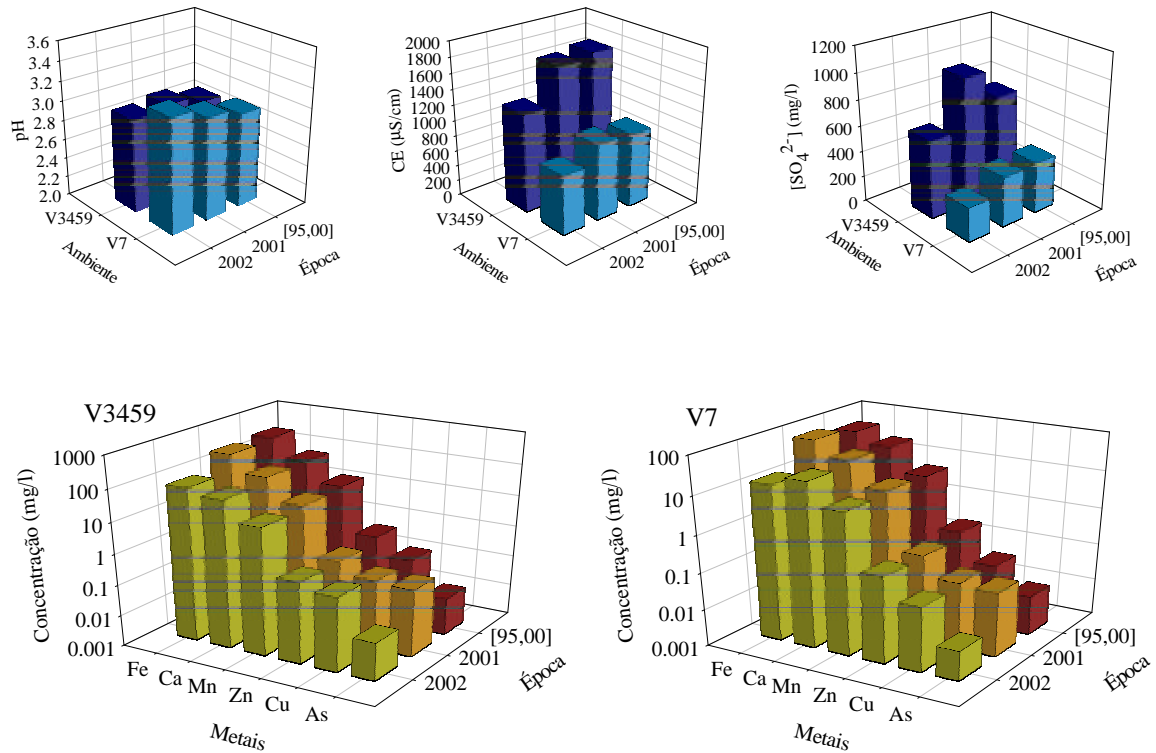 3.6
3.4
3.2
3.0
2.8
2.6
2.4
2.2
2.0
pH
V3459
V7
Ambiente
2002
2001
[95,00]
Época
2000
1800
1600
1400
1200
1000
800
600
400
200
0
CE (µS/cm)
V3459
V7
Ambiente
2002
2001
[95,00]
Época
1200
1000
800
600
400
200
0
[SO₄²⁻] (mg/l)
V3459
V7
Ambiente
2002
2001
[95,00]
Época
V3459
1000
100
10
1
0.1
0.01
0.001
Concentração (mg/l)
Fe
Ca
Mn
Zn
Cu
As
Metais
2002
2001
[95,00]
Época
V7
100
10
1
0.1
0.01
0.001
Concentração (mg/l)
Fe
Ca
Mn
Zn
Cu
As
Metais
2002
2001
[95,00]
Época